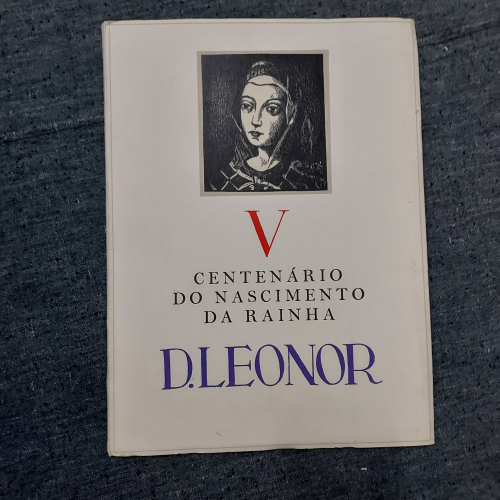 V
CENTENÁRIO
DO NASCIMENTO
DA RAINHA
D. LEONOR